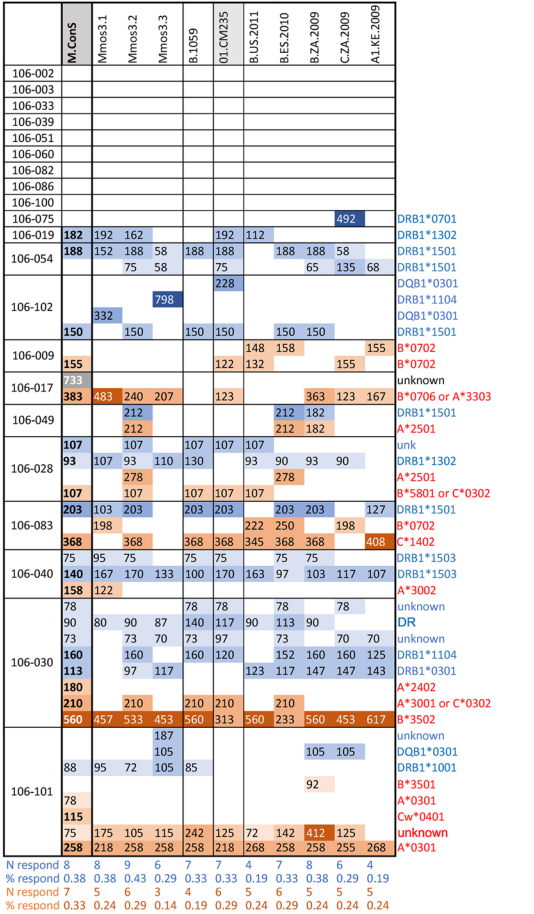 M.ConS Mmos3.1 Mmos3.2 Mmos3.3 B.1059 01.CM235 B.US.2011 B.ES.2010 B.ZA.2009 C.ZA.2009 A1.KE.2009
106-002
106-003
106-033
106-039
106-051
106-060
106-082
106-086
106-100
106-075 492 DRB1*0701
106-019 182 192 162 192 112 DRB1*1302
106-054 188 152 188 58 188 188 188 188 58 DRB1*1501
75 58 75 65 135 68 DRB1*1501
106-102 228 DQB1*0301
798 DRB1*1104
332 DQB1*0301
150 150 150 150 150 150 DRB1*1501
106-009 148 158 155 B*0702
155 122 132 155 B*0702
106-017 733 unknown
383 483 240 207 123 363 123 167 B*0706 or A*3303
106-049 212 212 182 DRB1*1501
212 212 182 A*2501
106-028 107 107 107 107 107 unk
93 107 93 110 130 93 90 93 90 DRB1*1302
278 278 A*2501
107 107 107 107 107 B*5801 or C*0302
106-083 203 103 203 203 203 203 203 127 DRB1*1501
198 222 250 198 B*0702
368 368 368 368 345 368 368 408 C*1402
106-040 75 95 75 75 75 75 75 DRB1*1503
140 167 170 133 100 170 163 97 103 117 107 DRB1*1503
158 122 A*3002
106-030 78 78 78 78 78 unknown
90 80 90 87 140 117 90 113 90 DR
73 73 70 73 97 73 70 70 unknown
160 160 160 120 152 160 160 125 DRB1*1104
113 97 117 123 117 147 147 143 DRB1*0301
180 A*2402
210 210 210 210 210 A*3001 or C*0302
560 457 533 453 560 313 560 233 560 453 617 B*3502
106-101 187 unknown
105 105 105 DQB1*0301
88 95 72 105 85 DRB1*1001
92 B*3501
78 A*0301
115 Cw*0401
75 175 105 115 242 125 72 142 412 125 unknown
258 218 258 258 258 218 268 258 258 255 268 A*0301
N respond 8 8 9 6 7 7 4 7 8 6 4
% respond 0.38 0.38 0.43 0.29 0.33 0.33 0.19 0.33 0.38 0.29 0.19
N respond 7 5 6 3 4 6 5 6 5 5 5
% respond 0.33 0.24 0.29 0.14 0.19 0.29 0.24 0.29 0.24 0.24 0.24